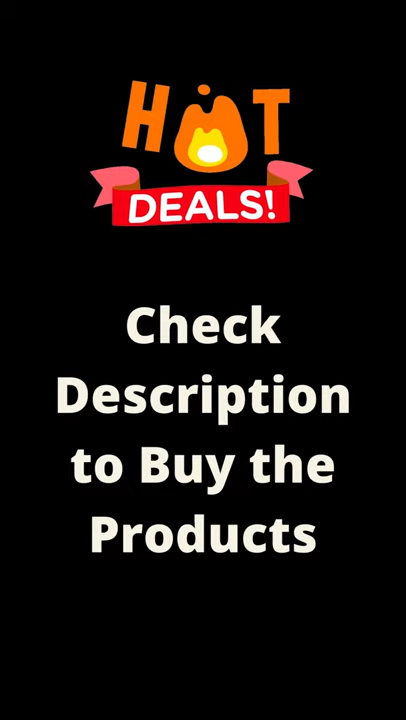 HOT
DEALS!
Check
Description
to Buy the
Products